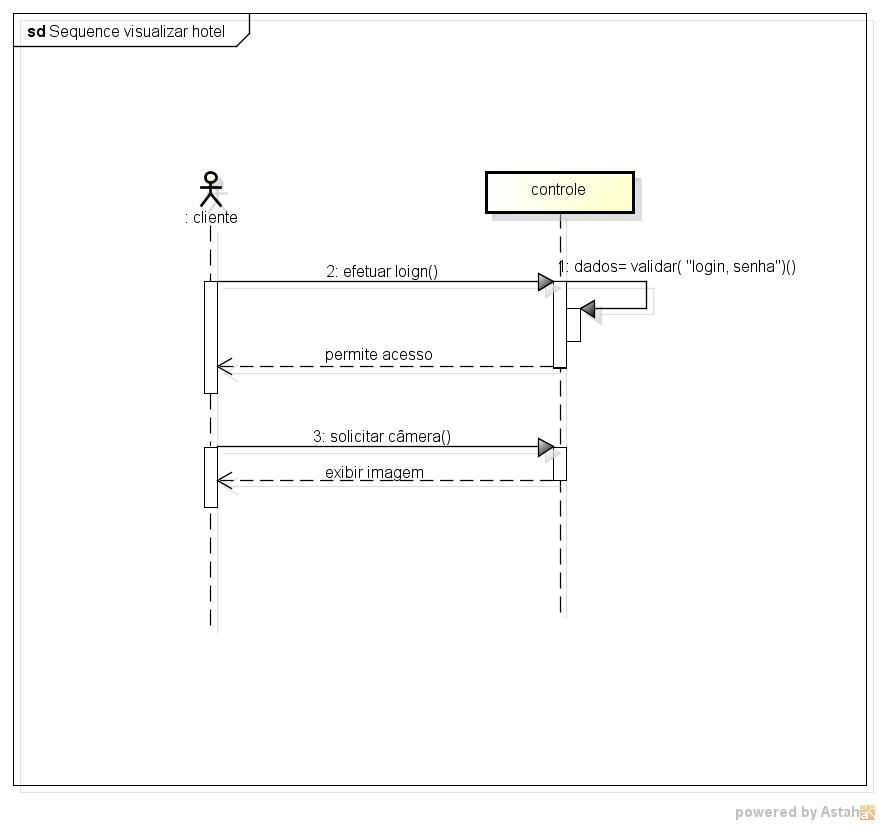 sd Sequence visualizar hotel
: cliente
controle
1: dados= validar( "login, senha")()
2: efetuar loign()
permite acesso
3: solicitar câmera()
exibir imagem
powered by Astah